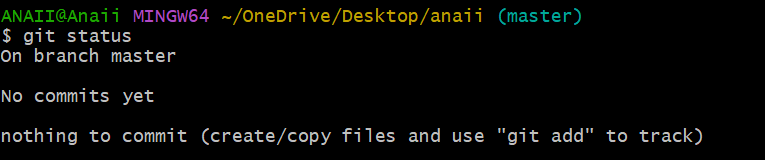 ANAII@Anaii MINGW64 ~/OneDrive/Desktop/anaii (master)
$ git status
On branch master
No commits yet
nothing to commit (create/copy files and use "git add" to track)